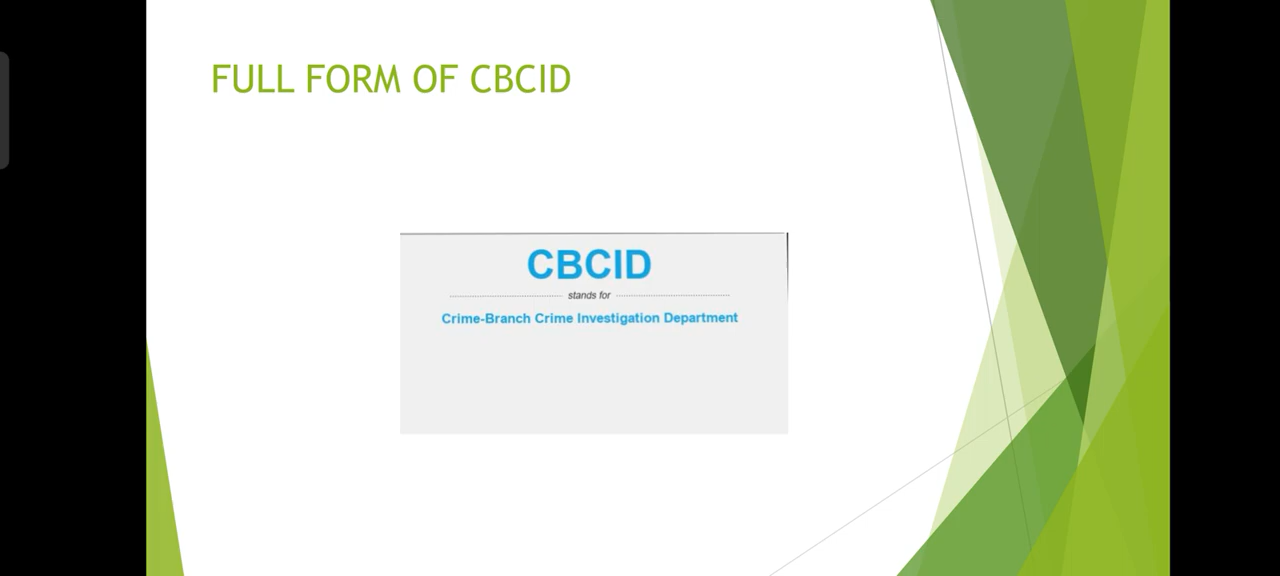 FULL FORM OF CBCID
CBCID
stands for
Crime-Branch Crime Investigation Department